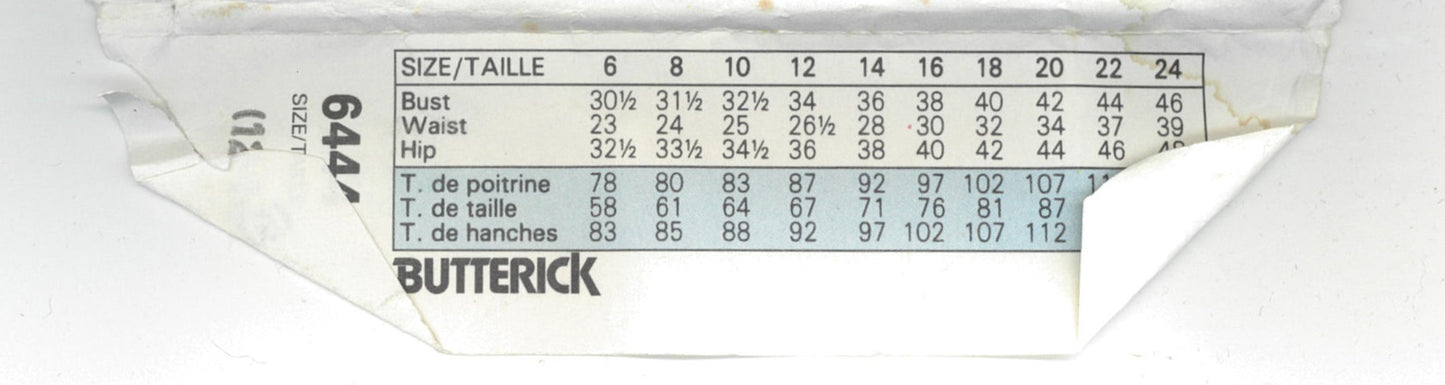 SIZE/TAILLE 6 8 10 12 14 16 18 20 22 24
Bust 30½ 31½ 32½ 34 36 38 40 42 44 46
Waist 23 24 25 26½ 28 30 32 34 37 39
Hip 32½ 33½ 34½ 36 38 40 42 44 46
T. de poitrine 78 80 83 87 92 97 102 107
T. de taille 58 61 64 67 71 76 81 87
T. de hanches 83 85 88 92 97 102 107 112
BUTTERICK
644
SIZE/T